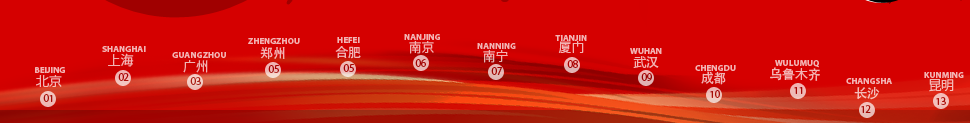 BEIJING
北京
01
SHANGHAI
上海
02
GUANGZHOU
广州
03
ZHENGZHOU
郑州
05
HEFEI
合肥
05
NANJING
南京
06
NANNING
南宁
07
TIANJIN
厦门
08
WUHAN
武汉
09
CHENGDU
成都
10
WULUMUQ
乌鲁木齐
11
CHANGSHA
长沙
12
KUNMING
昆明
13